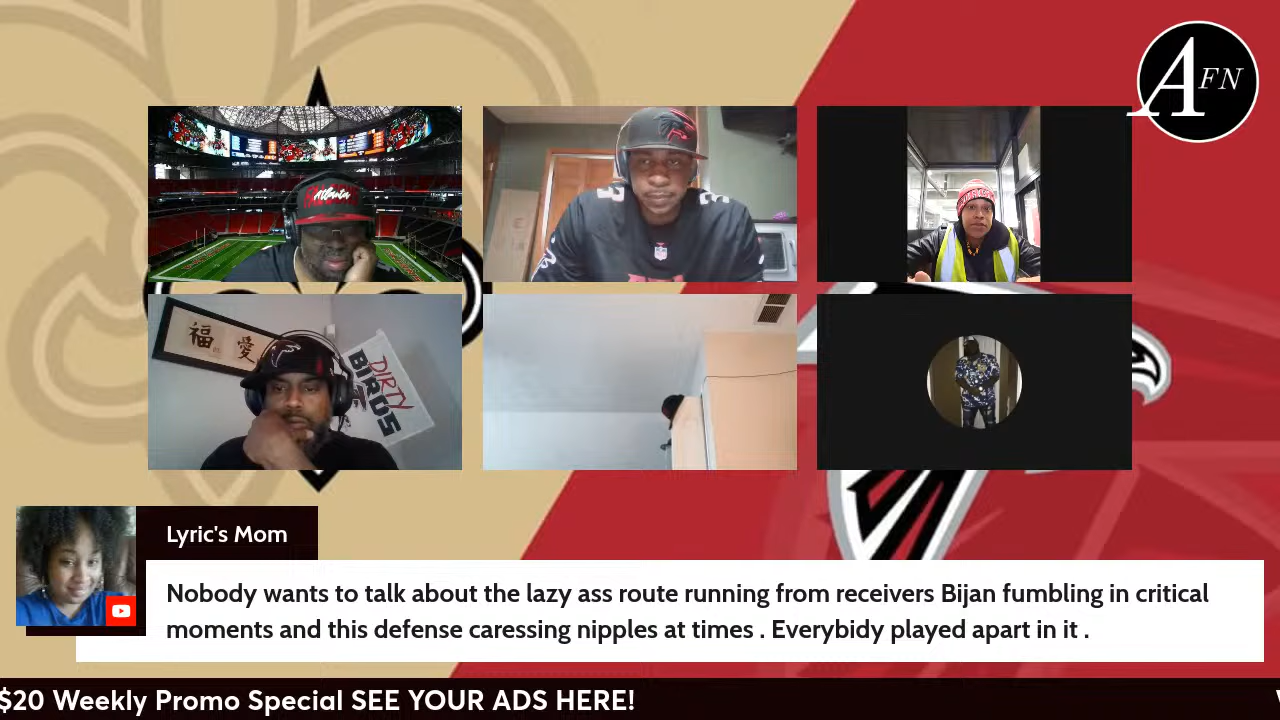 AFN
Atlanta
福 愛
DIRTY
BIRDS
Lyric's Mom
Nobody wants to talk about the lazy ass route running from receivers Bijan fumbling in critical
moments and this defense caressing nipples at times . Everybidy played apart in it .
$20 Weekly Promo Special SEE YOUR ADS HERE!